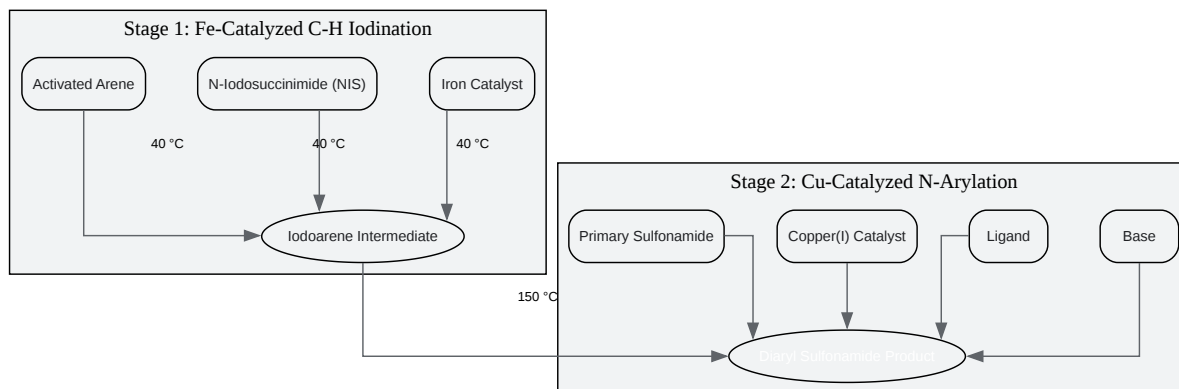 Stage 1: Fe-Catalyzed C-H Iodination
Activated Arene
N-Iodosuccinimide (NIS)
Iron Catalyst
40 °C
40 °C
40 °C
Iodoarene Intermediate
Stage 2: Cu-Catalyzed N-Arylation
Primary Sulfonamide
Copper(I) Catalyst
Ligand
Base
150 °C
Diaryl Sulfonamide Product